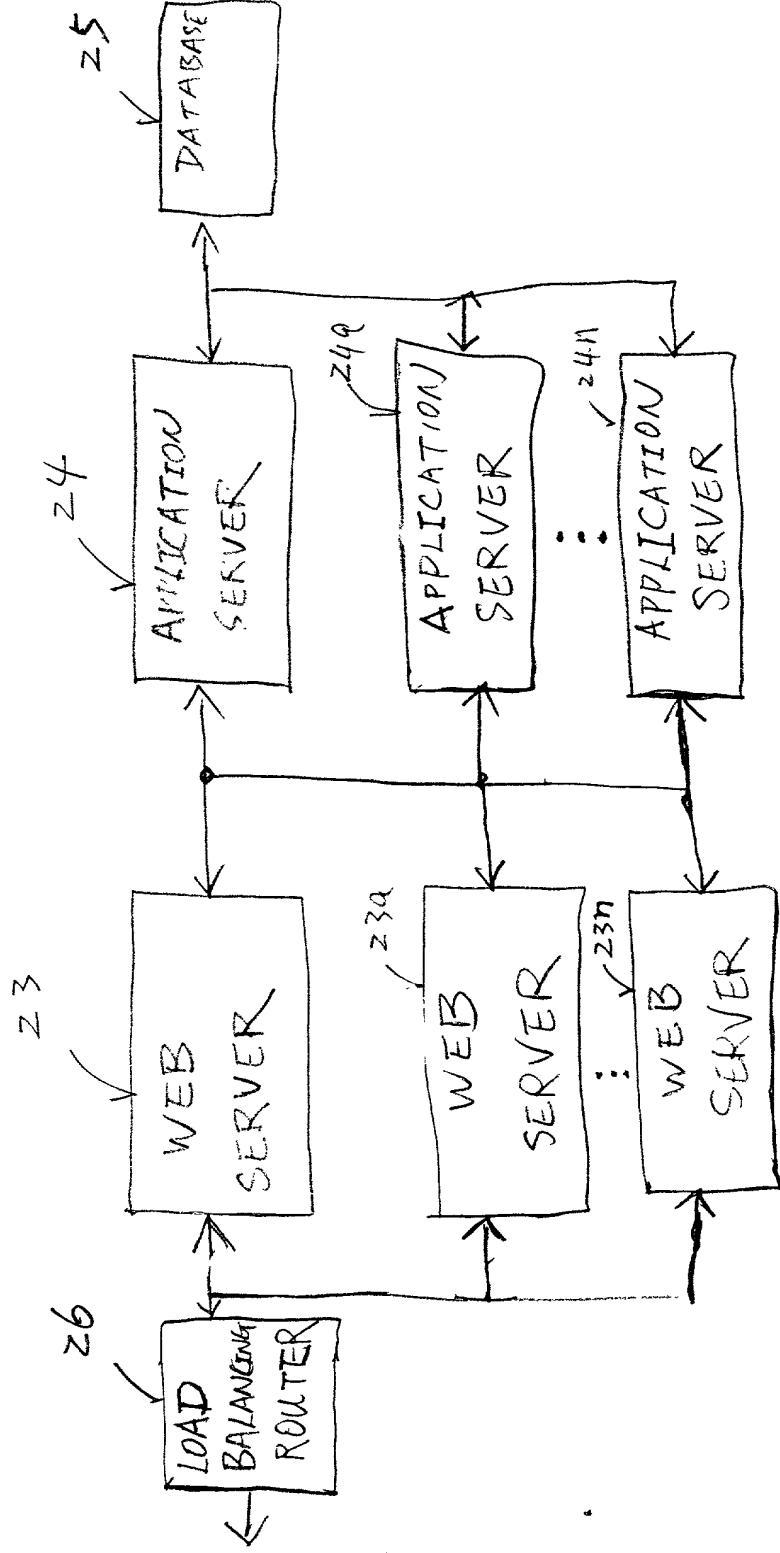 26
LOAD
BALANCING
ROUTER
23
WEB
SERVER
24
APPLICATION
SERVER
25
DATABASE
23a
WEB
SERVER
24a
APPLICATION
SERVER
23n
WEB
SERVER
24n
APPLICATION
SERVER